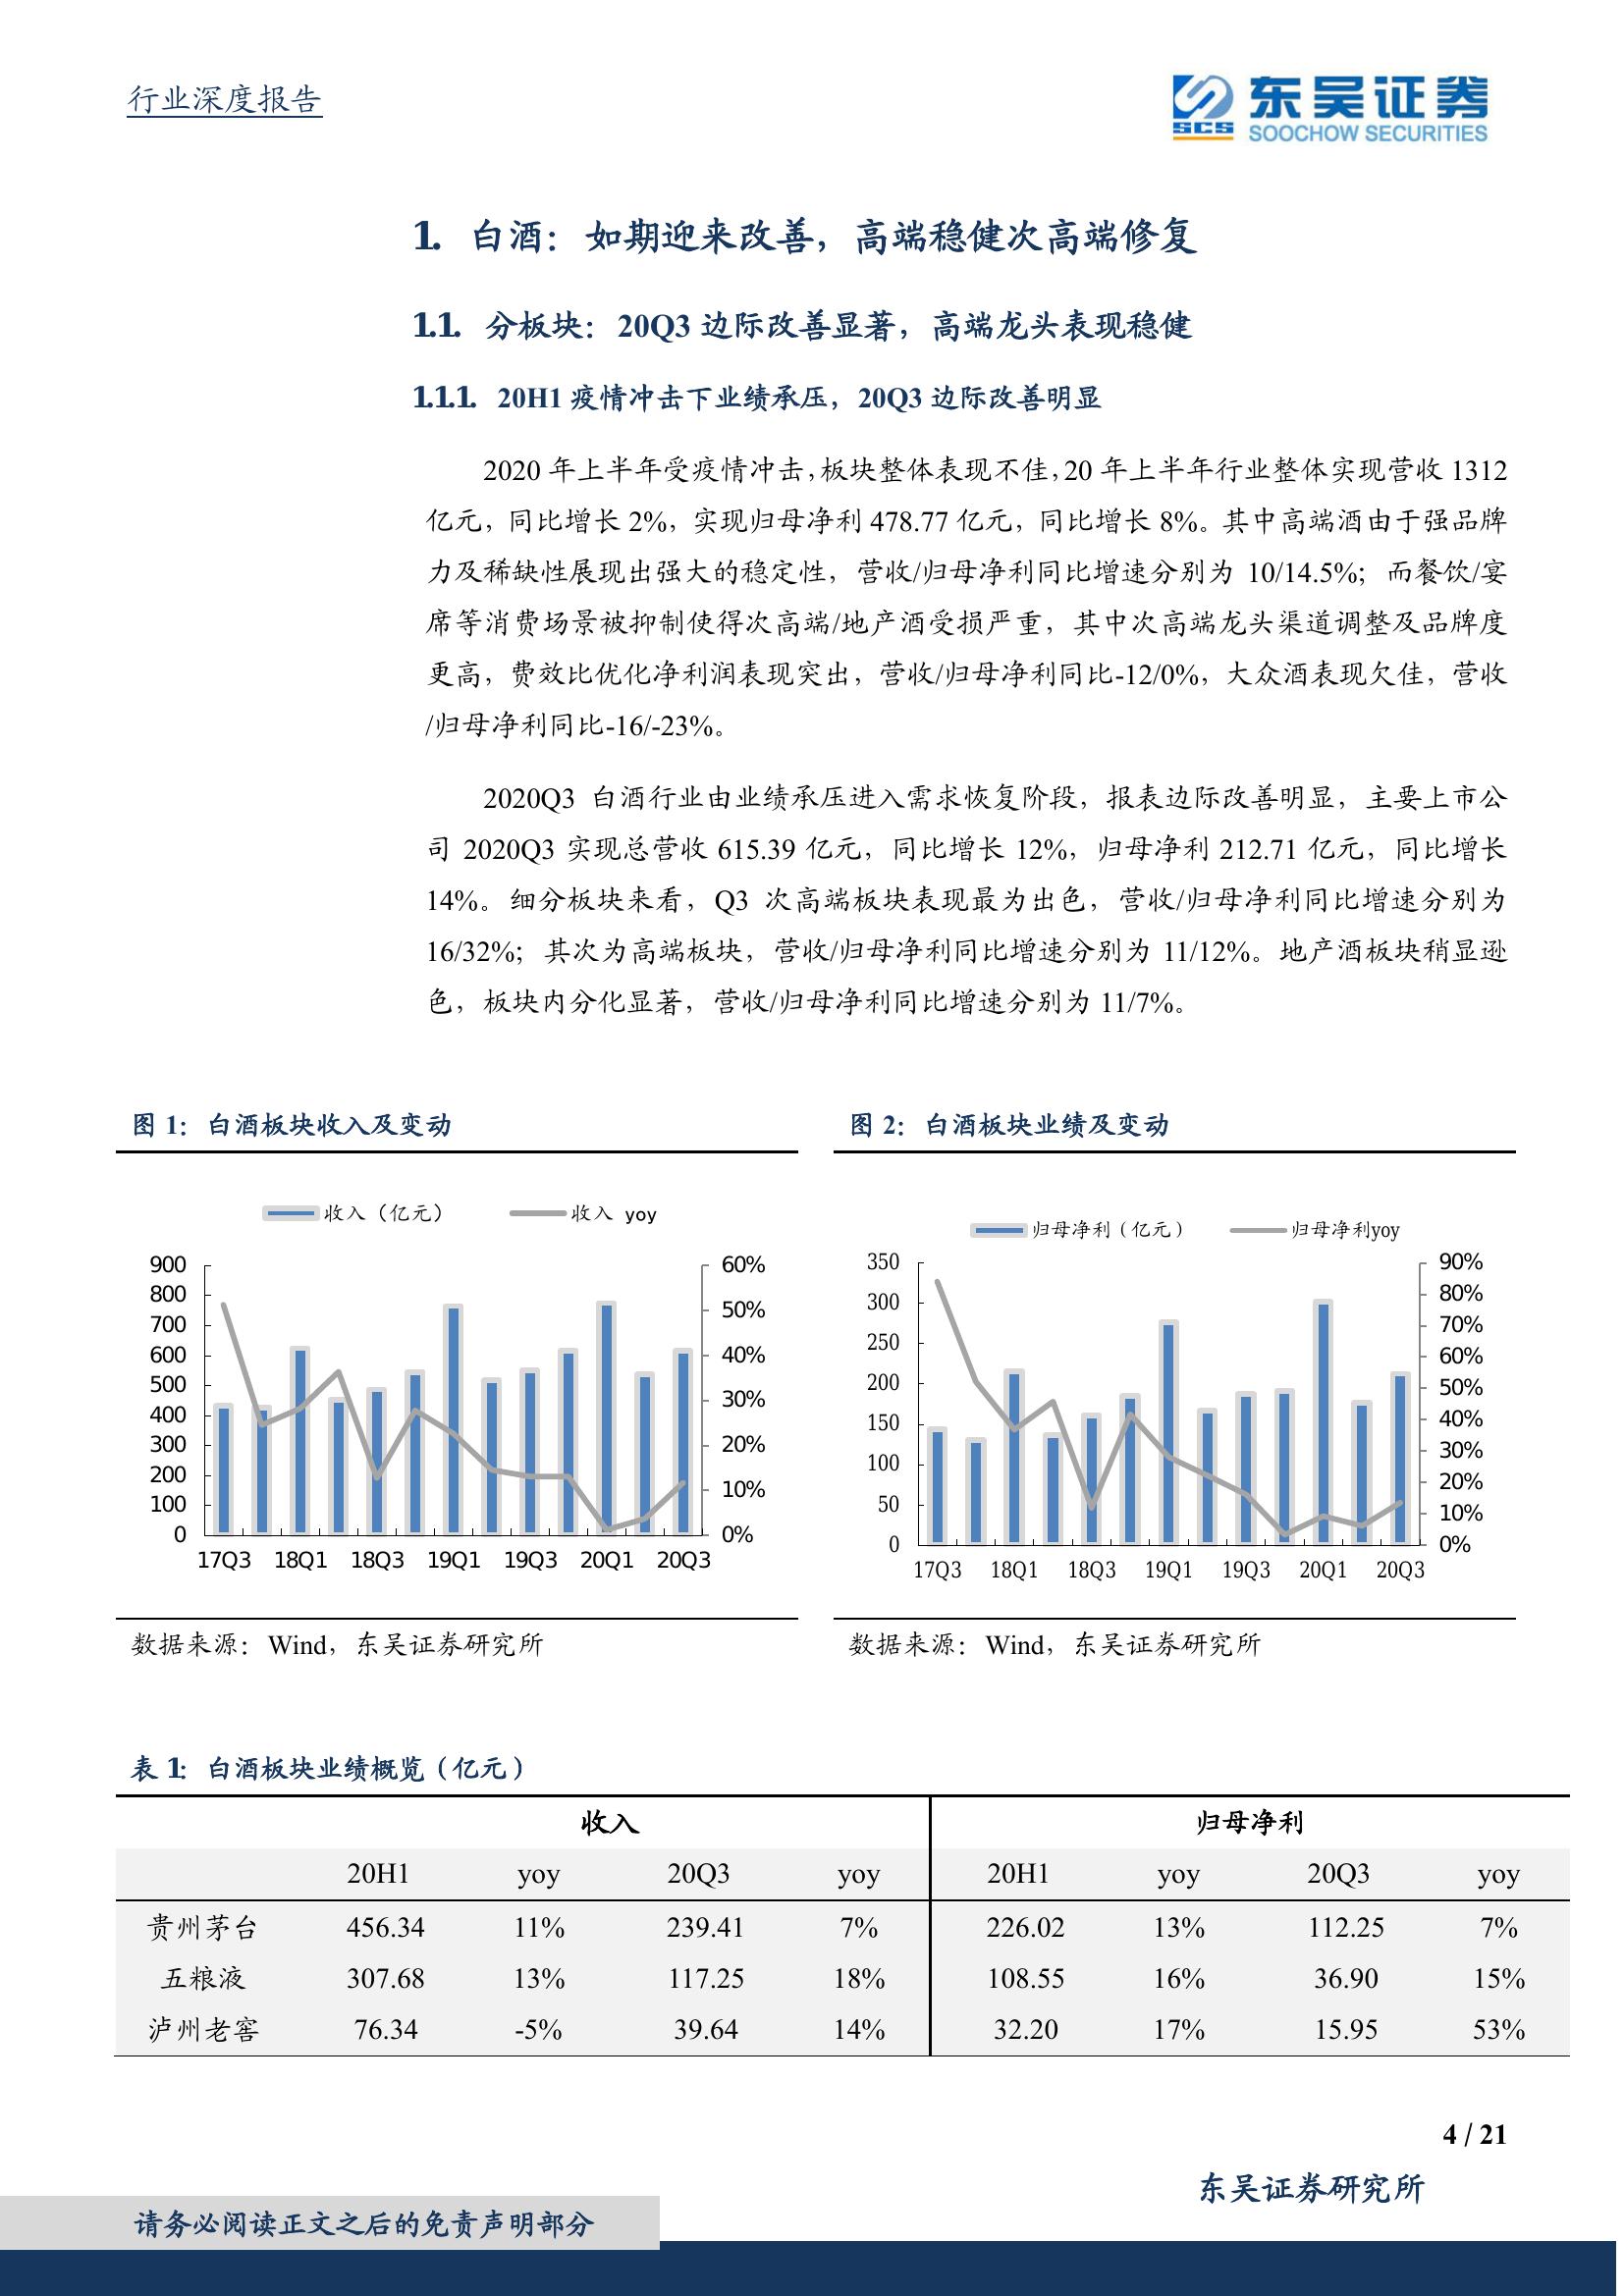 行业深度报告
SCS
东吴证券
SOOCHOW SECURITIES
1. 白酒：如期迎来改善，高端稳健次高端修复
1.1. 分板块：20Q3 边际改善显著，高端龙头表现稳健
1.1.1. 20H1 疫情冲击下业绩承压，20Q3 边际改善明显
2020 年上半年受疫情冲击，板块整体表现不佳，20 年上半年行业整体实现营收 1312
亿元，同比增长 2%，实现归母净利 478.77 亿元，同比增长 8%。其中高端酒由于强品牌
力及稀缺性展现出强大的稳定性，营收/归母净利同比增速分别为 10/14.5%；而餐饮/宴
席等消费场景被抑制使得次高端/地产酒受损严重，其中次高端龙头渠道调整及品牌度
更高，费效比优化净利润表现突出，营收/归母净利同比-12/0%，大众酒表现欠佳，营收
/归母净利同比-16/-23%。
2020Q3 白酒行业由业绩承压进入需求恢复阶段，报表边际改善明显，主要上市公
司 2020Q3 实现总营收 615.39 亿元，同比增长 12%，归母净利 212.71 亿元，同比增长
14%。细分板块来看，Q3 次高端板块表现最为出色，营收/归母净利同比增速分别为
16/32%；其次为高端板块，营收/归母净利同比增速分别为 11/12%。地产酒板块稍显逊
色，板块内分化显著，营收/归母净利同比增速分别为 11/7%。
图 1：白酒板块收入及变动
收入（亿元） 收入 yoy
900 60%
800
700 50%
600 40%
500
400 30%
300 20%
200
100 10%
0 0%
17Q3 18Q1 18Q3 19Q1 19Q3 20Q1 20Q3
数据来源：Wind，东吴证券研究所
图 2：白酒板块业绩及变动
归母净利（亿元） 归母净利yoy
350 90%
300 80%
250 70%
200 60%
150 50%
100 40%
50 30%
0 20%
10%
0%
17Q3 18Q1 18Q3 19Q1 19Q3 20Q1 20Q3
数据来源：Wind，东吴证券研究所
表 1：白酒板块业绩概览（亿元）
收入 归母净利
20H1 yoy 20Q3 yoy 20H1 yoy 20Q3 yoy
贵州茅台 456.34 11% 239.41 7% 226.02 13% 112.25 7%
五粮液 307.68 13% 117.25 18% 108.55 16% 36.90 15%
泸州老窖 76.34 -5% 39.64 14% 32.20 17% 15.95 53%
4 / 21
东吴证券研究所
请务必阅读正文之后的免责声明部分